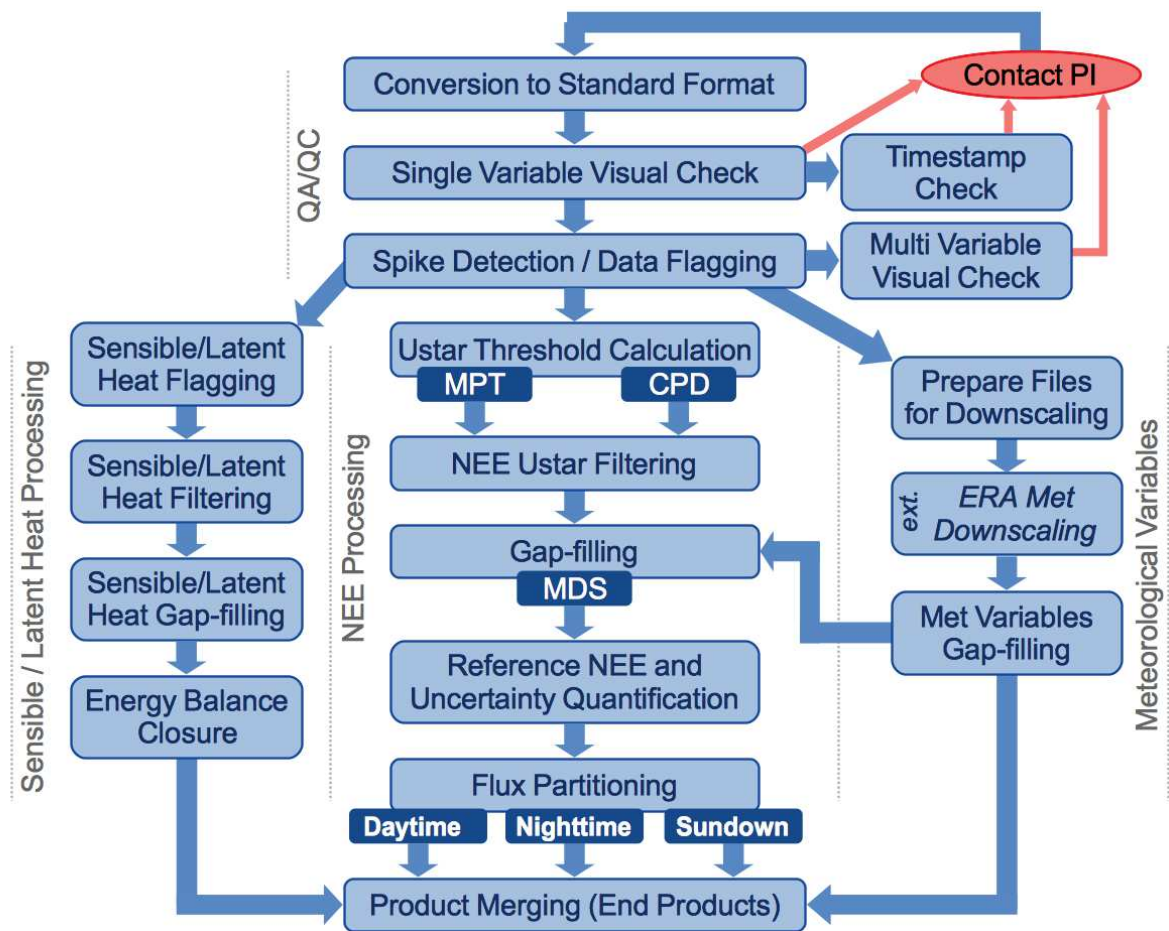 Conversion to Standard Format
Contact PI
QA/QC
Single Variable Visual Check
Timestamp
Check
Spike Detection / Data Flagging
Multi Variable
Visual Check
Sensible / Latent Heat Processing
Sensible/Latent
Heat Flagging
Sensible/Latent
Heat Filtering
Sensible/Latent
Heat Gap-filling
Energy Balance
Closure
NEE Processing
Ustar Threshold Calculation
MPT
CPD
NEE Ustar Filtering
Gap-filling
MDS
Reference NEE and
Uncertainty Quantification
Flux Partitioning
Daytime
Nighttime
Sundown
Prepare Files
for Downscaling
ext.
ERA Met
Downscaling
Met Variables
Gap-filling
Meteorological Variables
Product Merging (End Products)